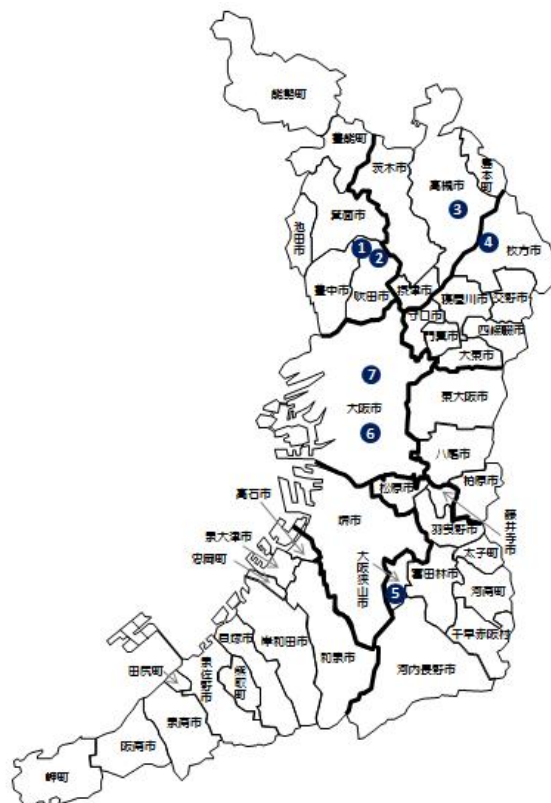 能勢町
豊能町
茨木市
高槻市
島本町
箕面市
池田市
3
4
枚方市
1
2
豊中市
吹田市
摂津市
寝屋川市
交野市
守口市
門真市
四條畷市
大東市
7
大阪市
東大阪市
6
八尾市
柏原市
松原市
高石市
堺市
羽曳野市
藤井寺市
泉大津市
忠岡町
大阪狭山市
太子町
富田林市
河南町
5
千早赤阪村
貝塚市
岸和田市
和泉市
河内長野市
田尻町
泉佐野市
熊取町
泉南市
阪南市
岬町